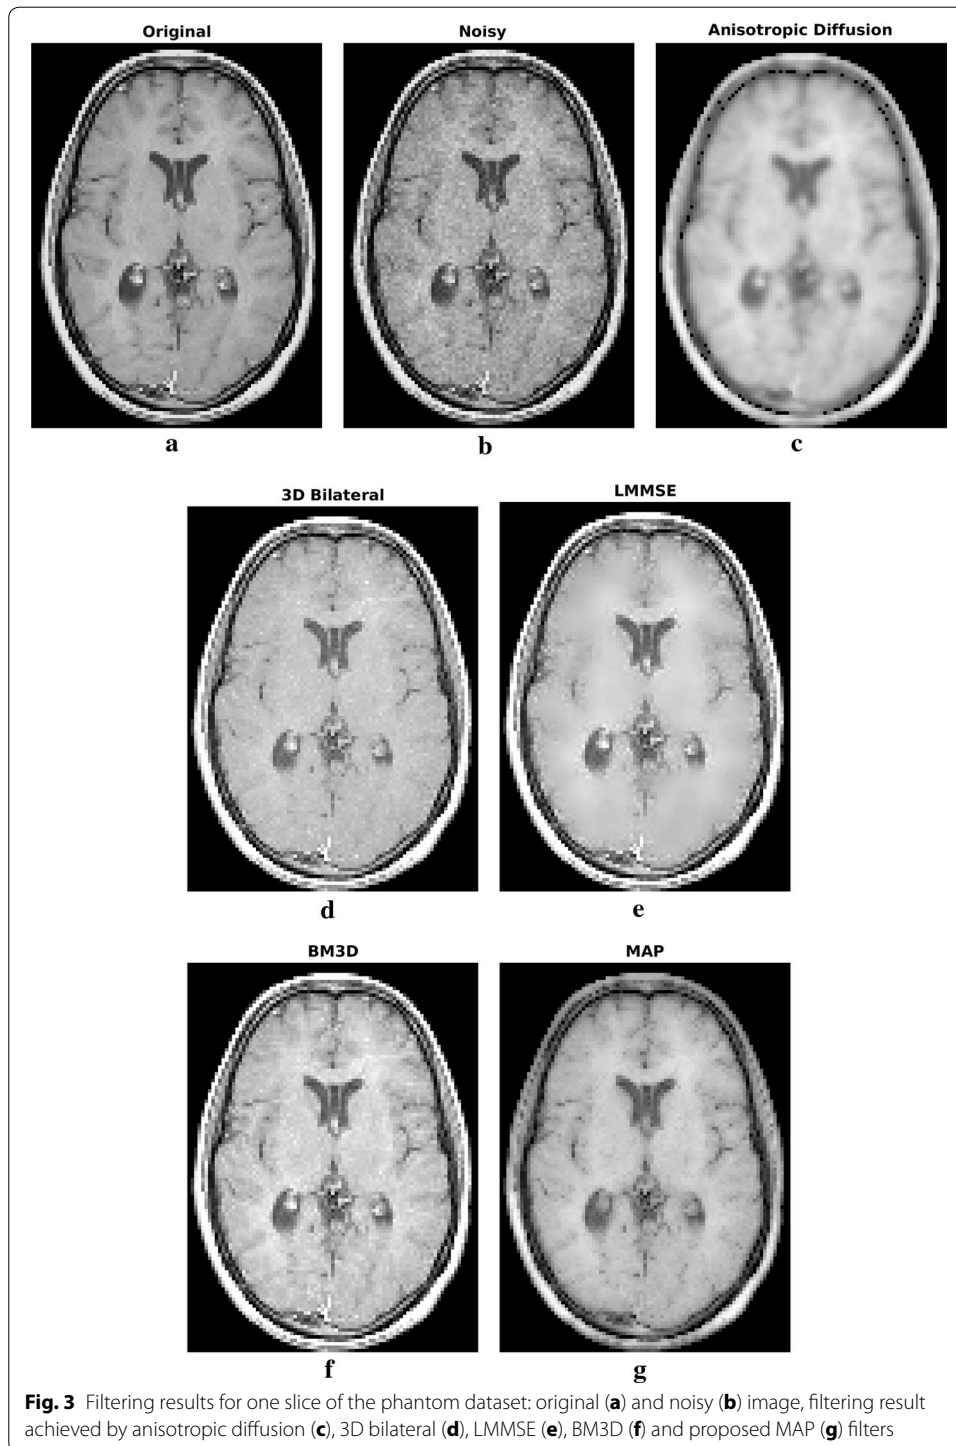 Original
Noisy
Anisotropic Diffusion
a
b
c
3D Bilateral
LMMSE
d
e
BM3D
MAP
f
g
Fig. 3 Filtering results for one slice of the phantom dataset: original (a) and noisy (b) image, filtering result
achieved by anisotropic diffusion (c), 3D bilateral (d), LMMSE (e), BM3D (f) and proposed MAP (g) filters